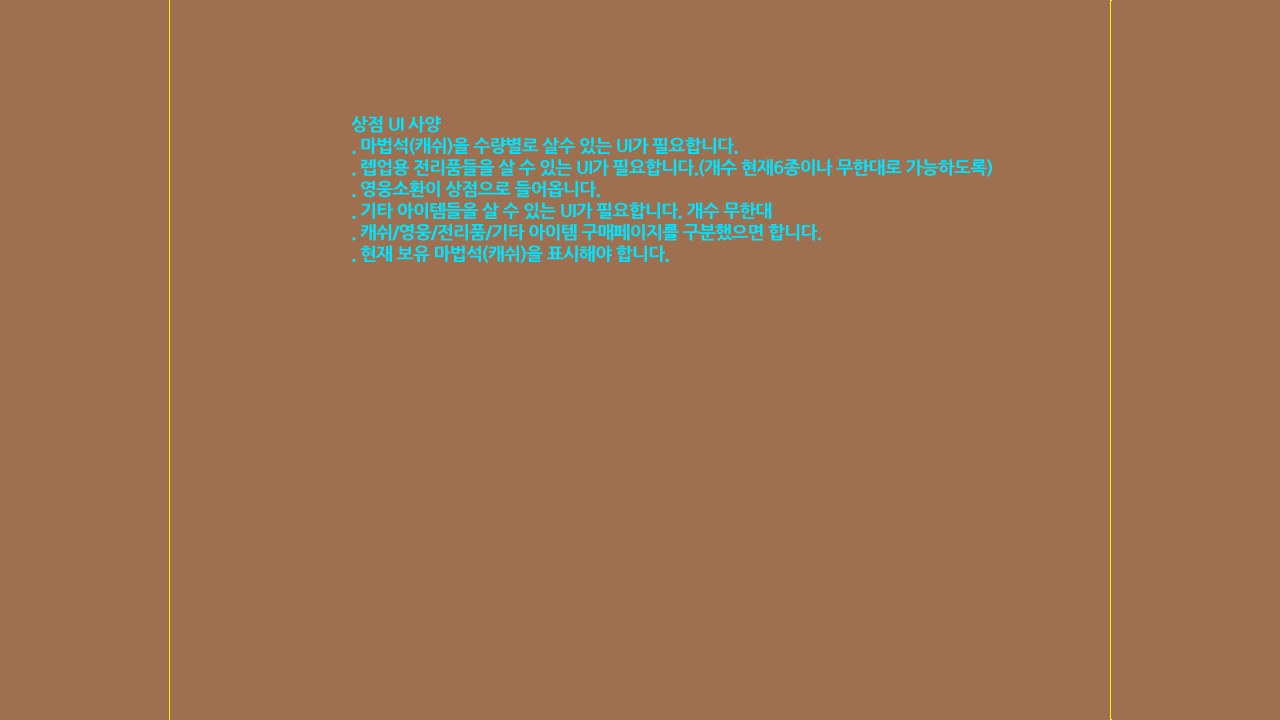 상점 UI 사양
. 마법석(캐쉬)을 수량별로 살수 있는 UI가 필요합니다.
. 렙업용 전리품들을 살 수 있는 UI가 필요합니다.(개수 현재6종이나 무한대로 가능하도록)
. 영웅소환이 상점으로 들어옵니다.
. 기타 아이템들을 살 수 있는 UI가 필요합니다. 개수 무한대
. 캐쉬/영웅/전리품/기타 아이템 구매페이지를 구분했으면 합니다.
. 현재 보유 마법석(캐쉬)을 표시해야 합니다.